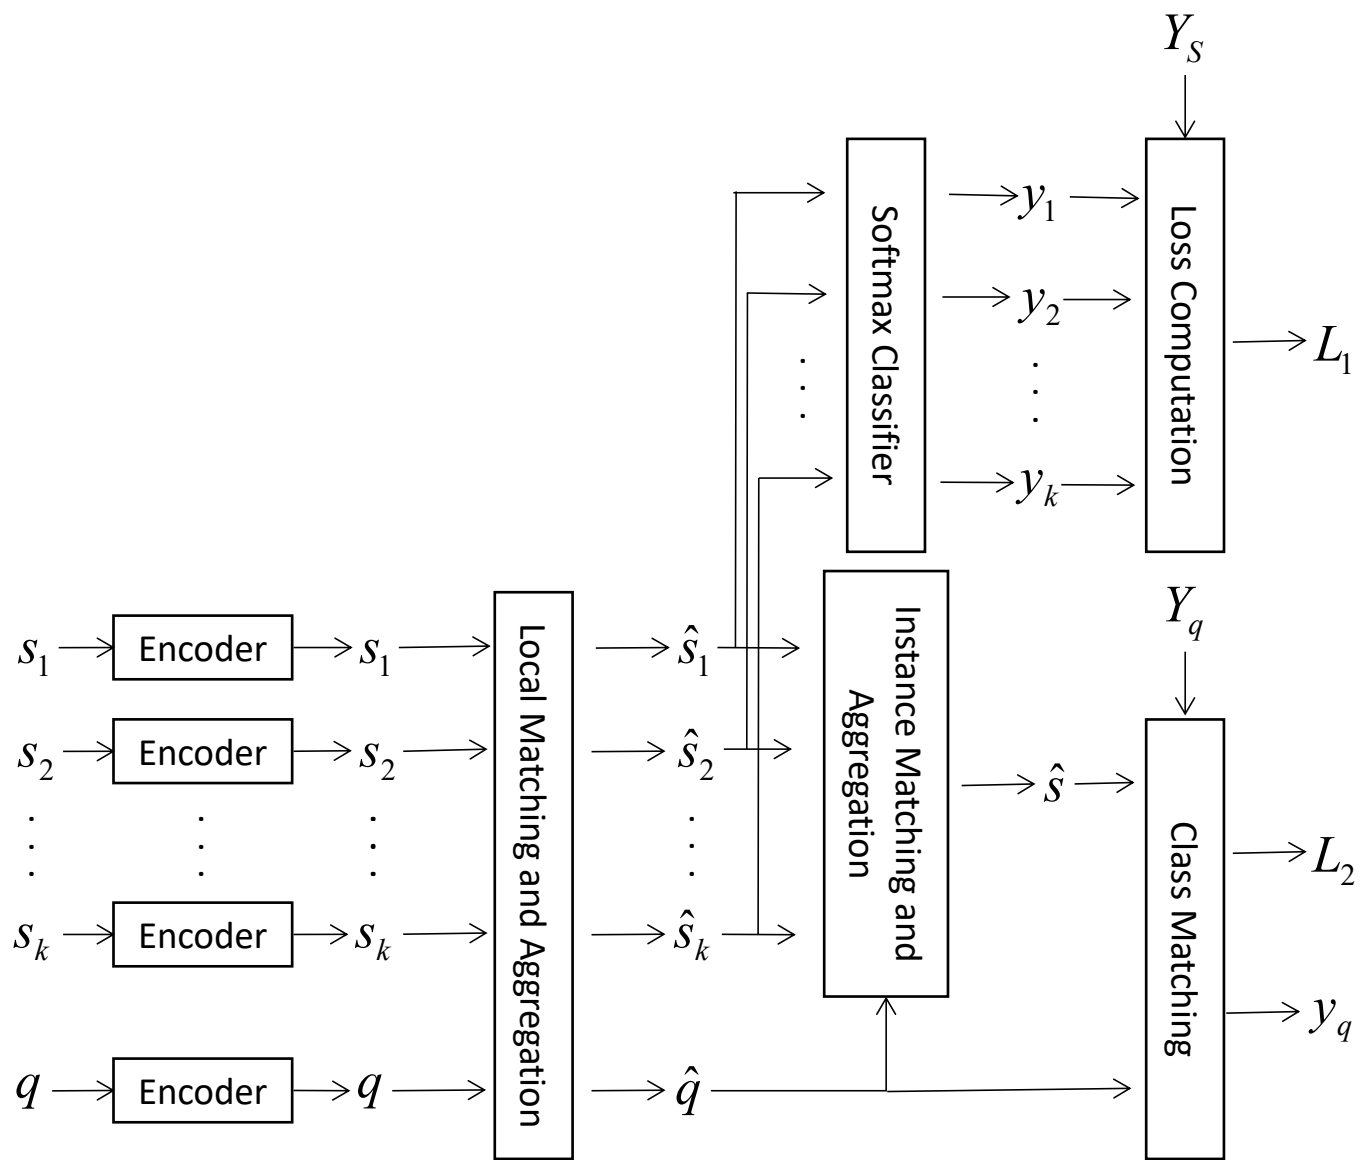 Y_S
Softmax Classifier
y_1
Loss Computation
y_2
. . .
. . .
L_1
y_k
s_1
Encoder
s_1
Local Matching and Aggregation
ŝ_1
Instance Matching and
Aggregation
Y_q
s_2
Encoder
s_2
ŝ_2
ŝ
Class Matching
. . .
. . .
. . .
. . .
L_2
s_k
Encoder
s_k
ŝ_k
y_q
q
Encoder
q
q̂